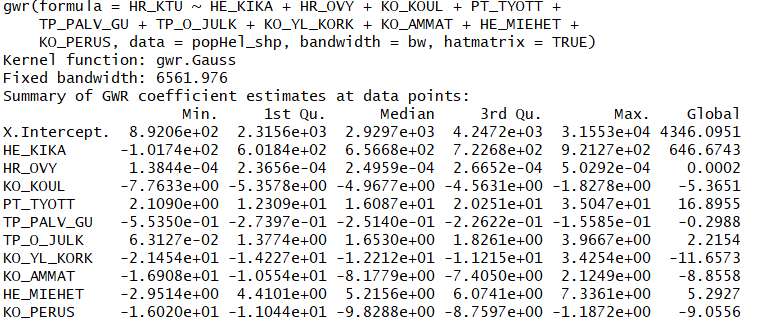 gwr(formula = HR_KTU ~ HE_KIKA + HR_OVY + KO_KOUL + PT_TYOTT +
TP_PALV_GU + TP_O_JULK + KO_YL_KORK + KO_AMMAT + HE_MIEHET +
KO_PERUS, data = popHel_shp, bandwidth = bw, hatmatrix = TRUE)
Kernel function: gwr.Gauss
Fixed bandwidth: 6561.976
Summary of GWR coefficient estimates at data points:
Min. 1st Qu. Median 3rd Qu. Max. Global
X.Intercept. 8.9206e+02 2.3156e+03 2.9297e+03 4.2472e+03 3.1553e+04 4346.0951
HE_KIKA -1.0174e+02 6.0184e+02 6.5668e+02 7.2268e+02 9.2127e+02 646.6743
HR_OVY 1.3844e-04 2.3656e-04 2.4959e-04 2.6652e-04 5.0292e-04 0.0002
KO_KOUL -7.7633e+00 -5.3578e+00 -4.9677e+00 -4.5631e+00 -1.8278e+00 -5.3651
PT_TYOTT 2.1090e+00 1.2309e+01 1.6087e+01 2.0251e+01 3.5047e+01 16.8955
TP_PALV_GU -5.5350e-01 -2.7397e-01 -2.5140e-01 -2.2622e-01 -1.5585e-01 -0.2988
TP_O_JULK 6.3127e-02 1.3774e+00 1.6530e+00 1.8261e+00 3.9667e+00 2.2154
KO_YL_KORK -2.1454e+01 -1.4227e+01 -1.2221e+01 -1.1215e+01 3.4254e+00 -11.6573
KO_AMMAT -1.6908e+01 -1.0554e+01 -8.1779e+00 -7.4050e+00 2.1249e+00 -8.8558
HE_MIEHET -2.9514e+00 4.4101e+00 5.2156e+00 6.0741e+00 7.3361e+00 5.2927
KO_PERUS -1.6020e+01 -1.1044e+01 -9.8288e+00 -8.7597e+00 -1.1872e+00 -9.0556